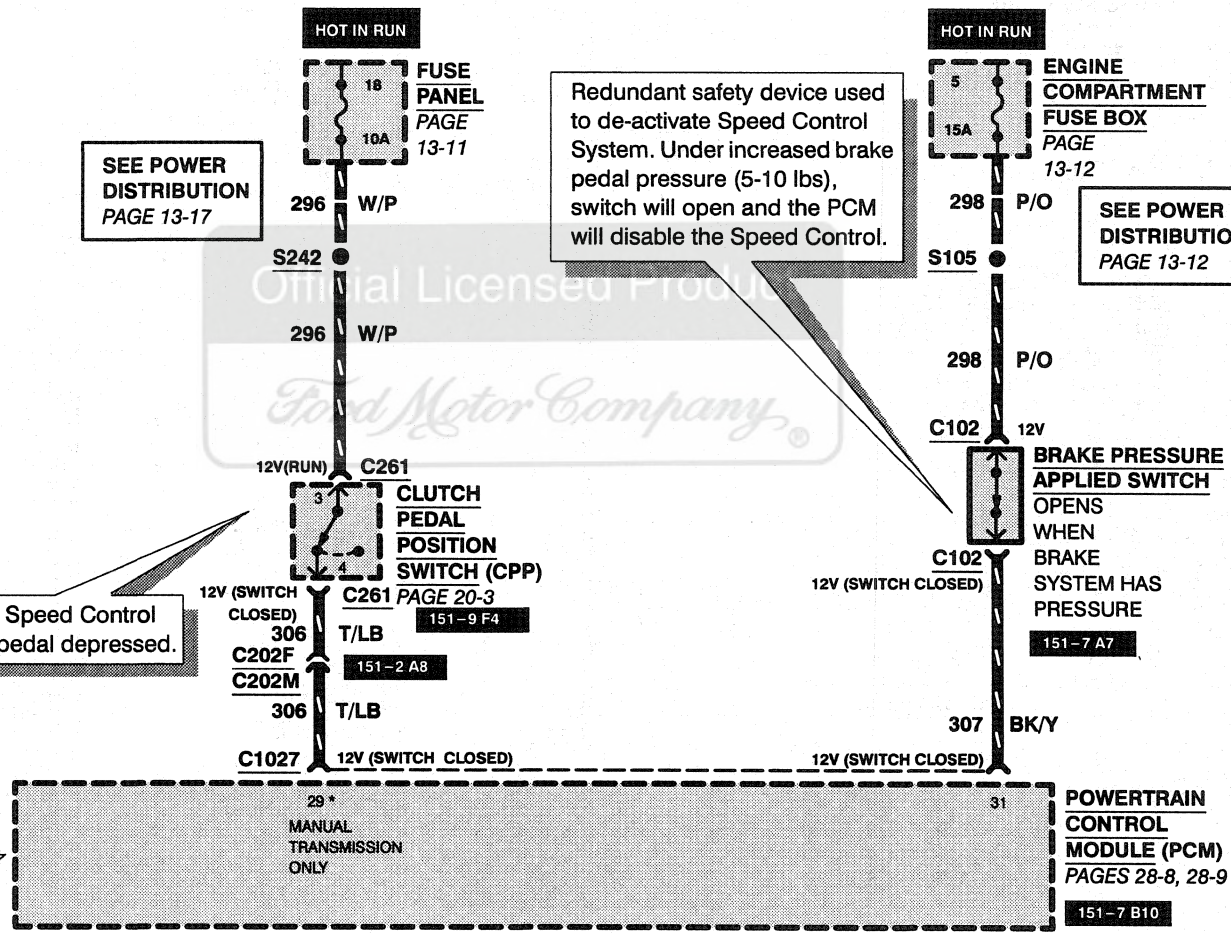 HOT IN RUN
18
10A
FUSE
PANEL
PAGE
13-11
SEE POWER
DISTRIBUTION
PAGE 13-17
296 W/P
S242
296 W/P
12V(RUN) C261
3
4
CLUTCH
PEDAL
POSITION
SWITCH (CPP)
PAGE 20-3
151-9 F4
12V (SWITCH
CLOSED)
C261
306 T/LB
C202F
151-2 A8
C202M
306 T/LB
C1027 12V (SWITCH CLOSED)
Speed Control
pedal depressed.
Redundant safety device used
to de-activate Speed Control
System. Under increased brake
pedal pressure (5-10 lbs),
switch will open and the PCM
will disable the Speed Control.
HOT IN RUN
5
15A
ENGINE
COMPARTMENT
FUSE BOX
PAGE
13-12
298 P/O
SEE POWER
DISTRIBUTIO
PAGE 13-12
S105
298 P/O
C102 12V
BRAKE PRESSURE
APPLIED SWITCH
OPENS
WHEN
BRAKE
SYSTEM HAS
PRESSURE
151-7 A7
C102
12V (SWITCH CLOSED)
307 BK/Y
12V (SWITCH CLOSED)
29 *
MANUAL
TRANSMISSION
ONLY
31
POWERTRAIN
CONTROL
MODULE (PCM)
PAGES 28-8, 28-9
151-7 B10
Official Licensed Product
Ford Motor Company ®